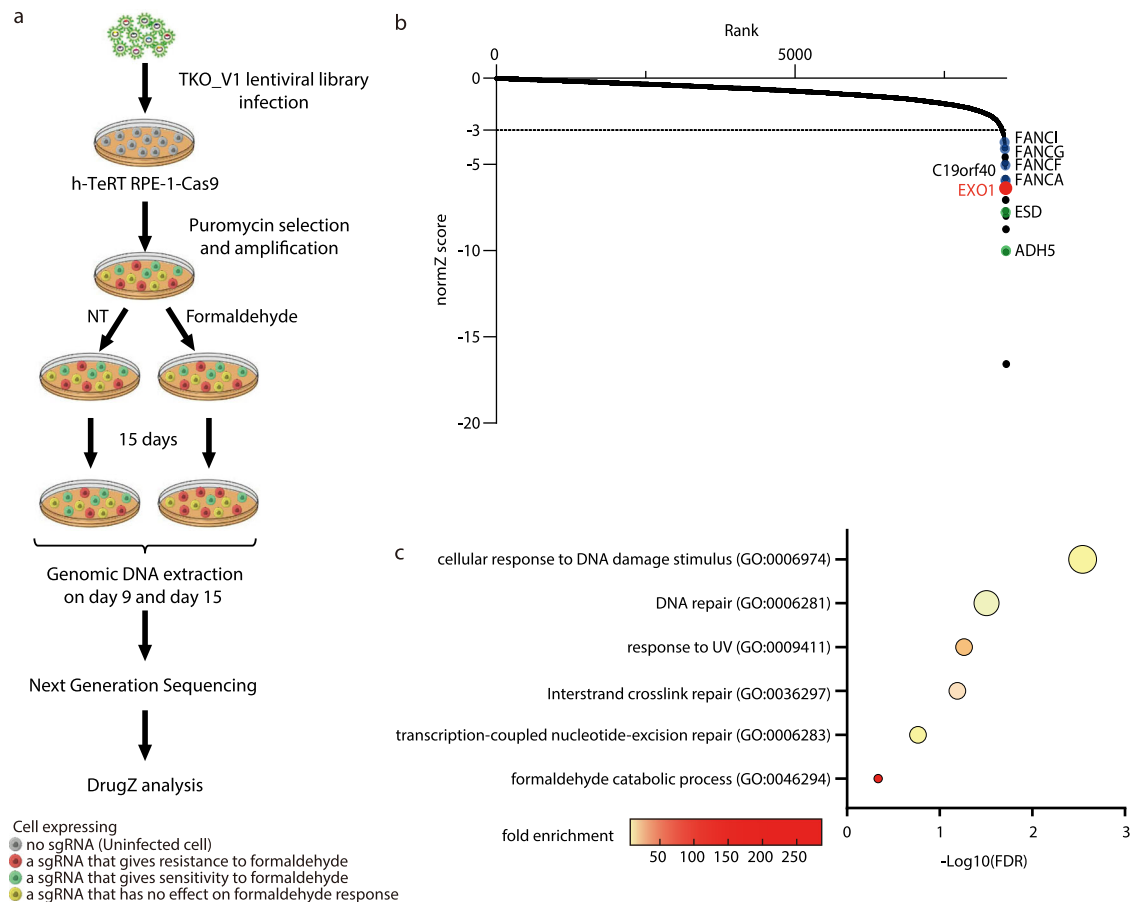 a
TKO_V1 lentiviral library
infection
h-TeRT RPE-1-Cas9
Puromycin selection
and amplification
NT
Formaldehyde
15 days
Genomic DNA extraction
on day 9 and day 15
Next Generation Sequencing
DrugZ analysis
Cell expressing
no sgRNA (Uninfected cell)
a sgRNA that gives resistance to formaldehyde
a sgRNA that gives sensitivity to formaldehyde
a sgRNA that has no effect on formaldehyde response
b
Rank
0
5000
0
-3
-5
-10
-15
-20
normZ score
FANCI
FANCG
FANCF
C19orf40
FANCA
EXO1
ESD
ADH5
c
cellular response to DNA damage stimulus (GO:0006974)
DNA repair (GO:0006281)
response to UV (GO:0009411)
Interstrand crosslink repair (GO:0036297)
transcription-coupled nucleotide-excision repair (GO:0006283)
formaldehyde catabolic process (GO:0046294)
0
1
2
3
-Log10(FDR)
fold enrichment
50
100
150
200
250